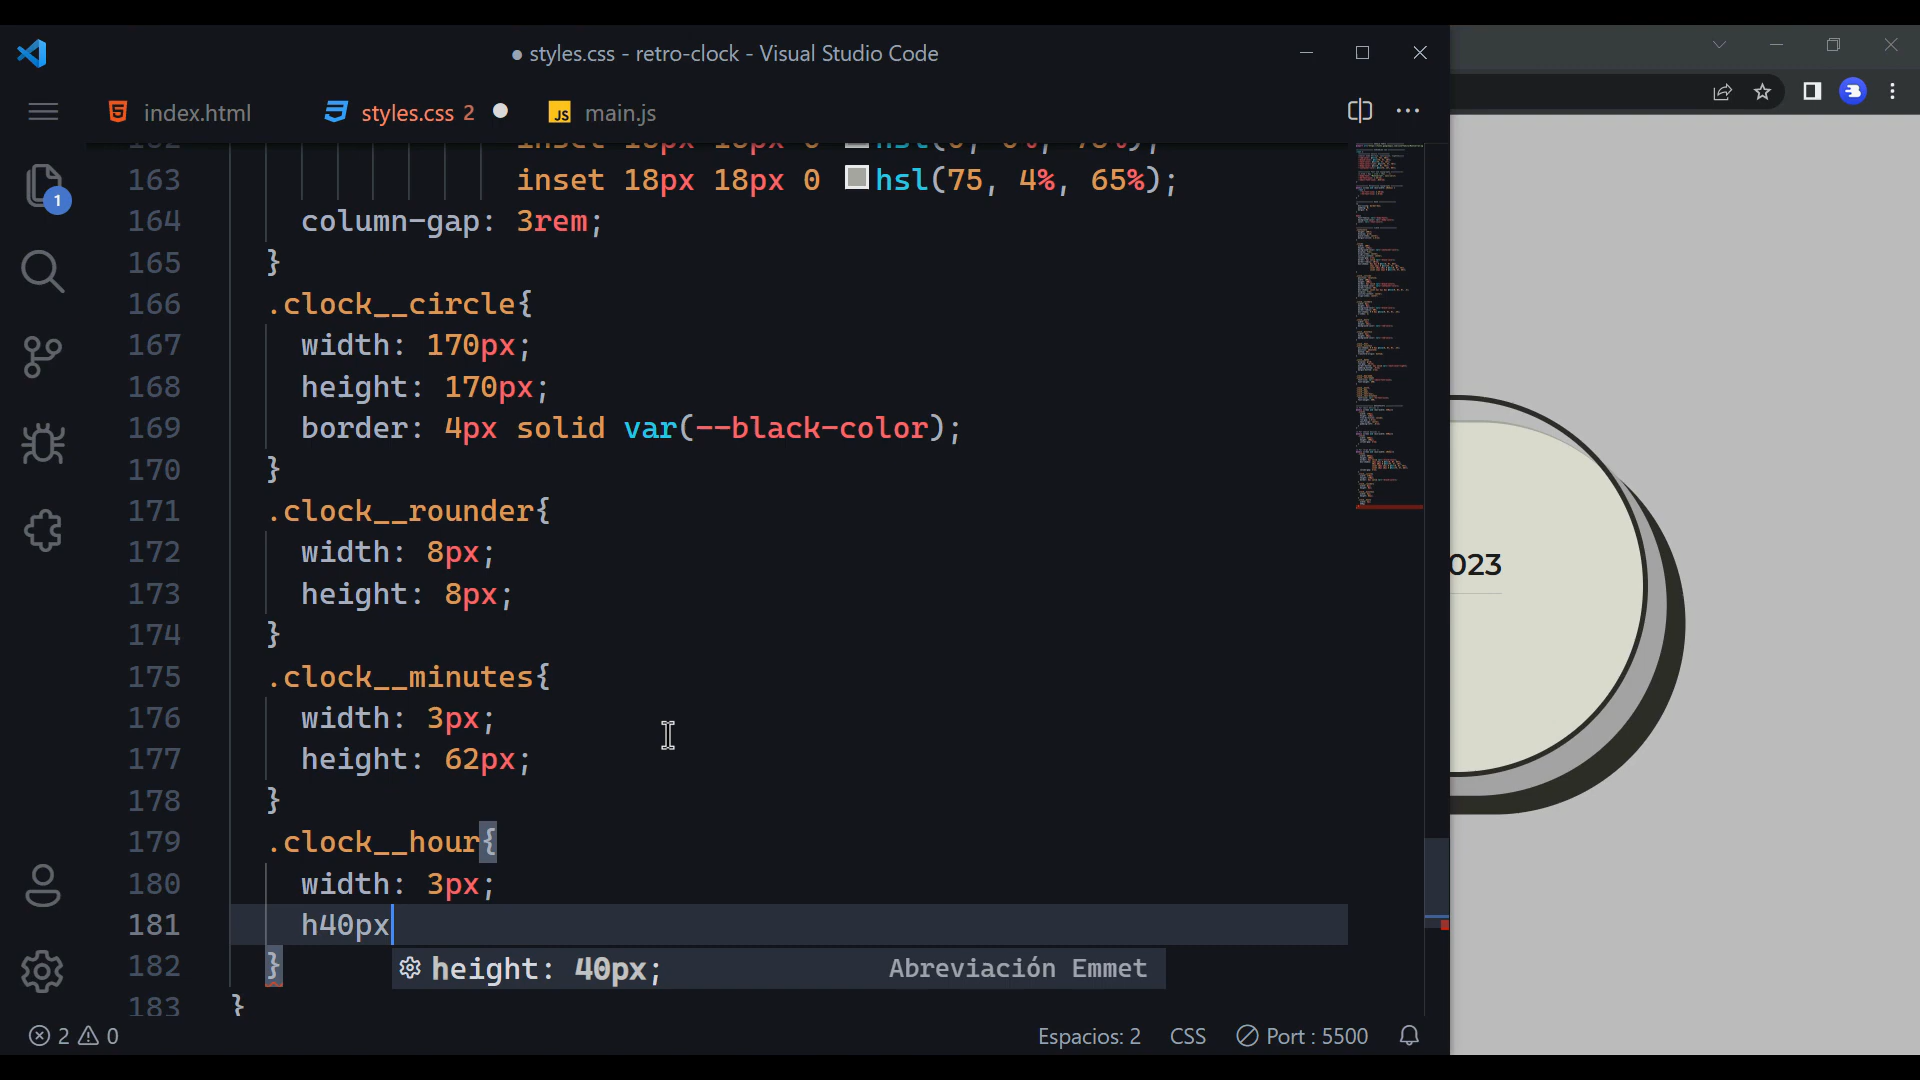 ● styles.css - retro-clock - Visual Studio Code
index.html
styles.css 2
JS main.js
1
163 inset 18px 18px 0 hsl(75, 4%, 65%);
164 column-gap: 3rem;
165 }
166 .clock__circle{
167 width: 170px;
168 height: 170px;
169 border: 4px solid var(--black-color);
170 }
171 .clock__rounder{
172 width: 8px;
173 height: 8px;
174 }
175 .clock__minutes{
176 width: 3px;
177 height: 62px;
178 }
179 .clock__hour{
180 width: 3px;
181 h40px
182 }
height: 40px; Abreviación Emmet
183 }
2 0
Espacios: 2 CSS Port : 5500
023